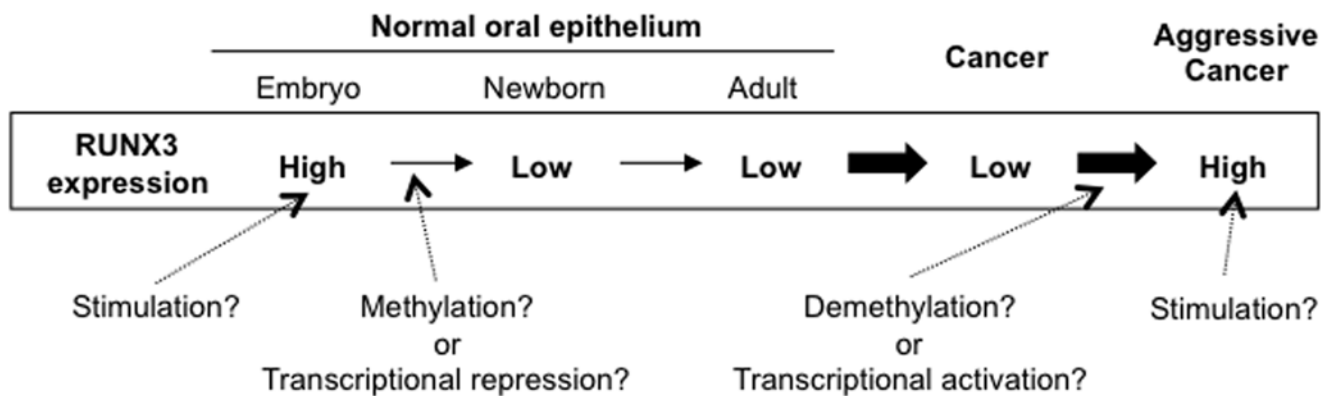 Normal oral epithelium
Cancer
Aggressive
Cancer
Embryo
Newborn
Adult
RUNX3
expression
High
Low
Low
Low
High
Stimulation?
Methylation?
or
Transcriptional repression?
Demethylation?
or
Transcriptional activation?
Stimulation?